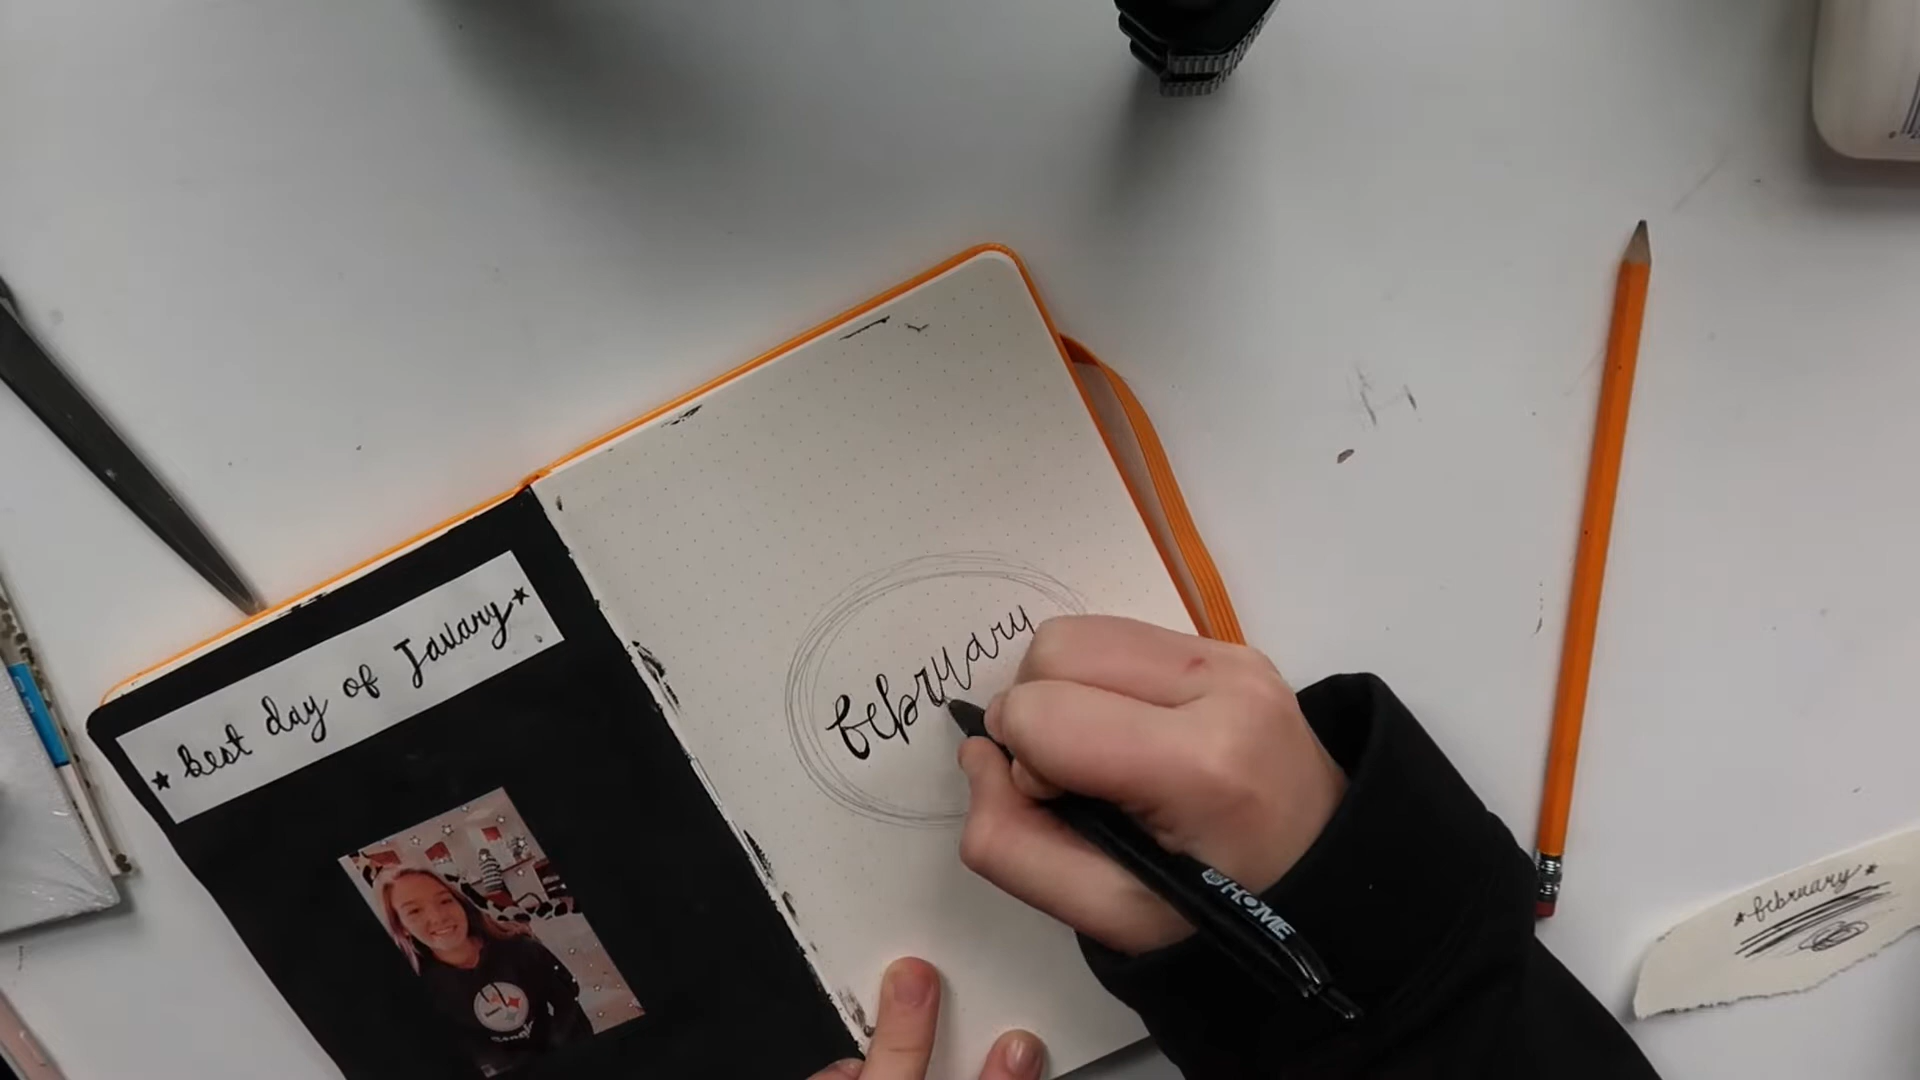 ★ best day of January ★
february
HOME
★ february ★